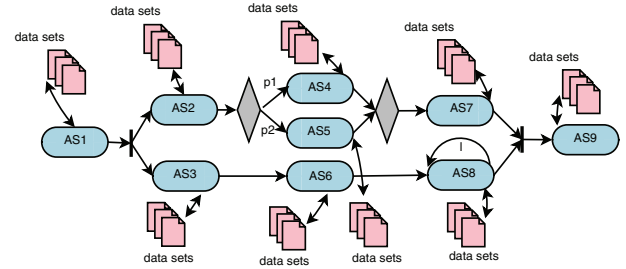 data sets
data sets
data sets
data sets
data sets
AS1
AS2
p1
AS4
AS7
p2
AS5
AS9
AS3
AS6
l
AS8
data sets
data sets
data sets
data sets